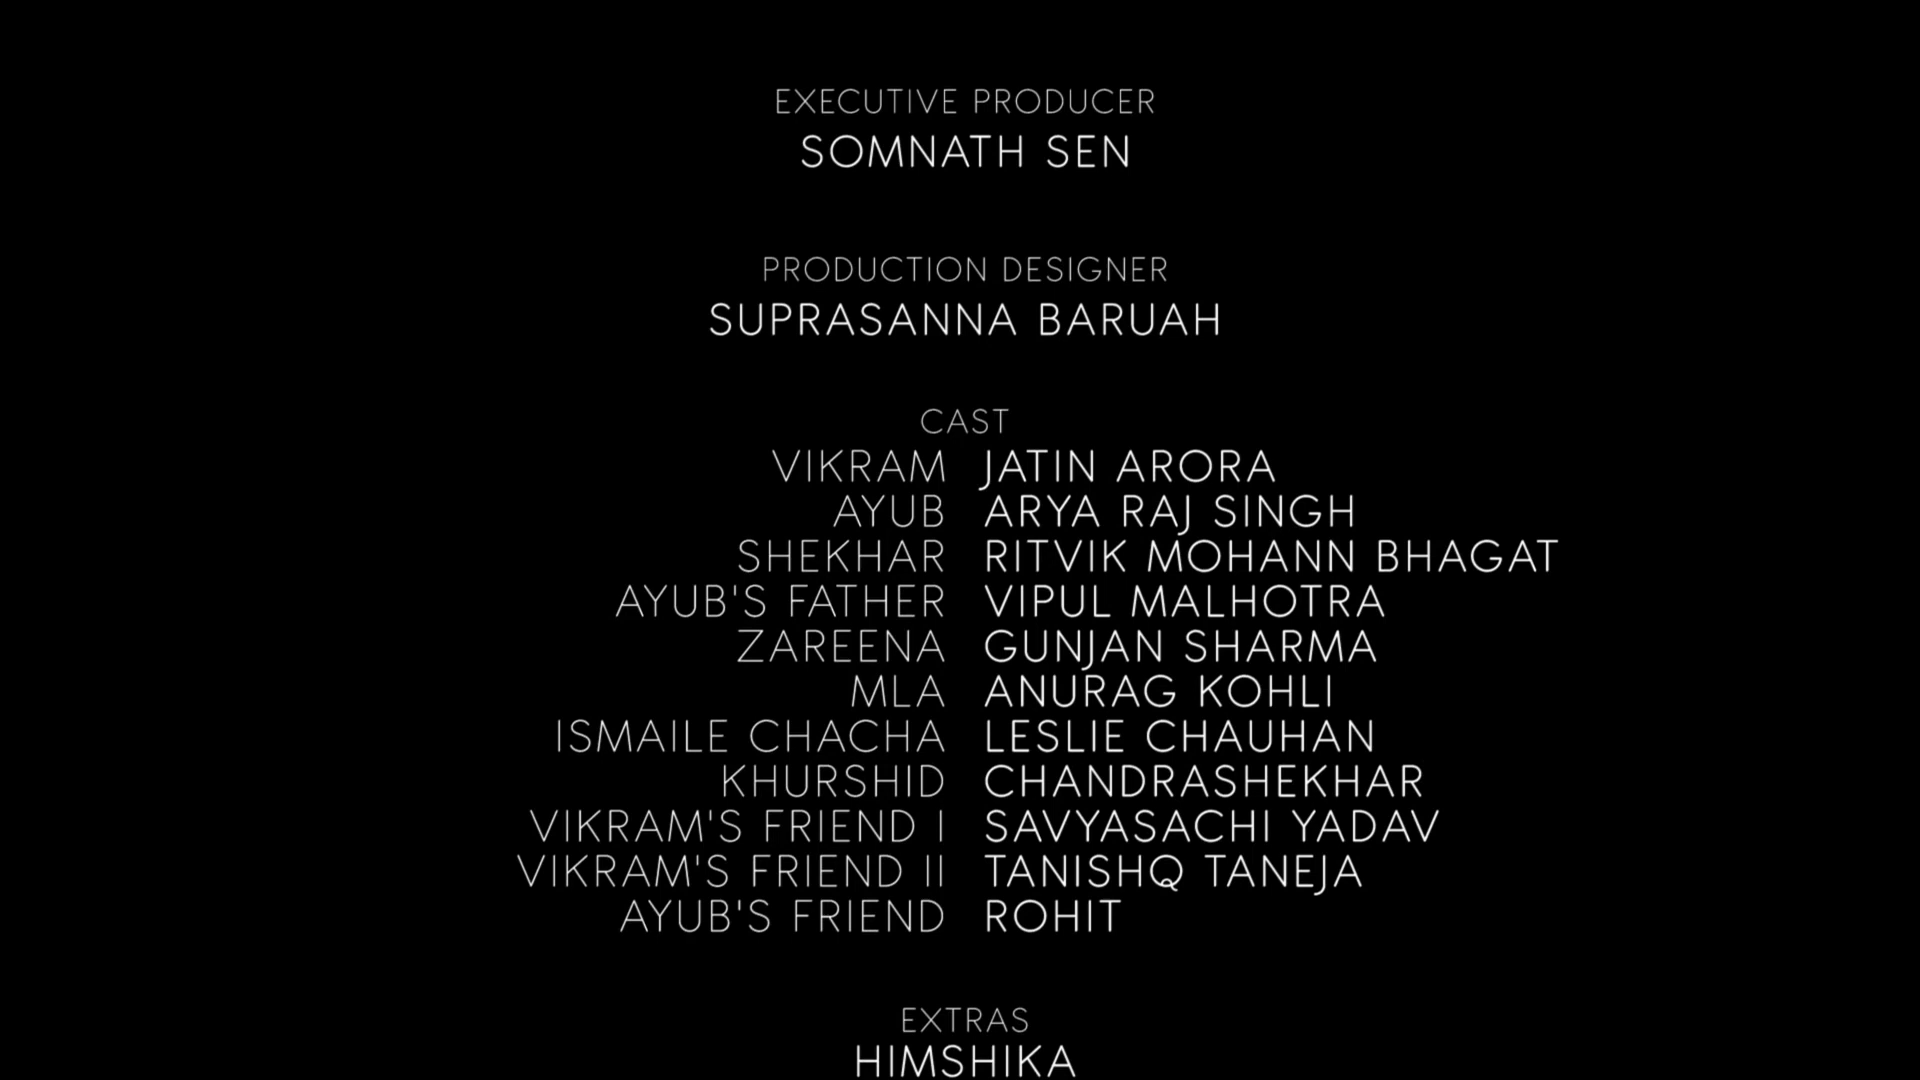 EXECUTIVE PRODUCER
SOMNATH SEN
PRODUCTION DESIGNER
SUPRASANNA BARUAH
CAST
VIKRAM JATIN ARORA
AYUB ARYA RAJ SINGH
SHEKHAR RITVIK MOHANN BHAGAT
AYUB'S FATHER VIPUL MALHOTRA
ZAREENA GUNJAN SHARMA
MLA ANURAG KOHLI
ISMAILE CHACHA LESLIE CHAUHAN
KHURSHID CHANDRASHEKHAR
VIKRAM'S FRIEND I SAVYASACHI YADAV
VIKRAM'S FRIEND II TANISHQ TANEJA
AYUB'S FRIEND ROHIT
EXTRAS
HIMSHIKA